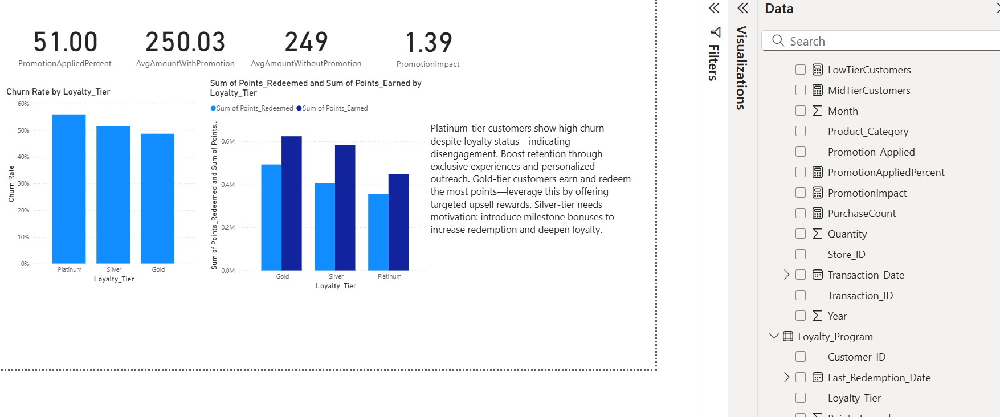 51.00
PromotionAppliedPercent
250.03
AvgAmountWithPromotion
249
AvgAmountWithoutPromotion
1.39
PromotionImpact
Churn Rate by Loyalty_Tier
60%
50%
40%
30%
20%
10%
0%
Churn Rate
Platinum
Silver
Gold
Loyalty_Tier
Sum of Points_Redeemed and Sum of Points_Earned by
Loyalty_Tier
Sum of Points_Redeemed
Sum of Points_Earned
Sum of Points_Redeemed and Sum of Points...
0.6M
0.4M
0.2M
0.0M
Gold
Silver
Platinum
Loyalty_Tier
Platinum-tier customers show high churn
despite loyalty status—indicating
disengagement. Boost retention through
exclusive experiences and personalized
outreach. Gold-tier customers earn and redeem
the most points—leverage this by offering
targeted upsell rewards. Silver-tier needs
motivation: introduce milestone bonuses to
increase redemption and deepen loyalty.
Filters
Visualizations
Data
Search
LowTierCustomers
MidTierCustomers
Month
Product_Category
Promotion_Applied
PromotionAppliedPercent
PromotionImpact
PurchaseCount
Quantity
Store_ID
Transaction_Date
Transaction_ID
Year
Loyalty_Program
Customer_ID
Last_Redemption_Date
Loyalty_Tier